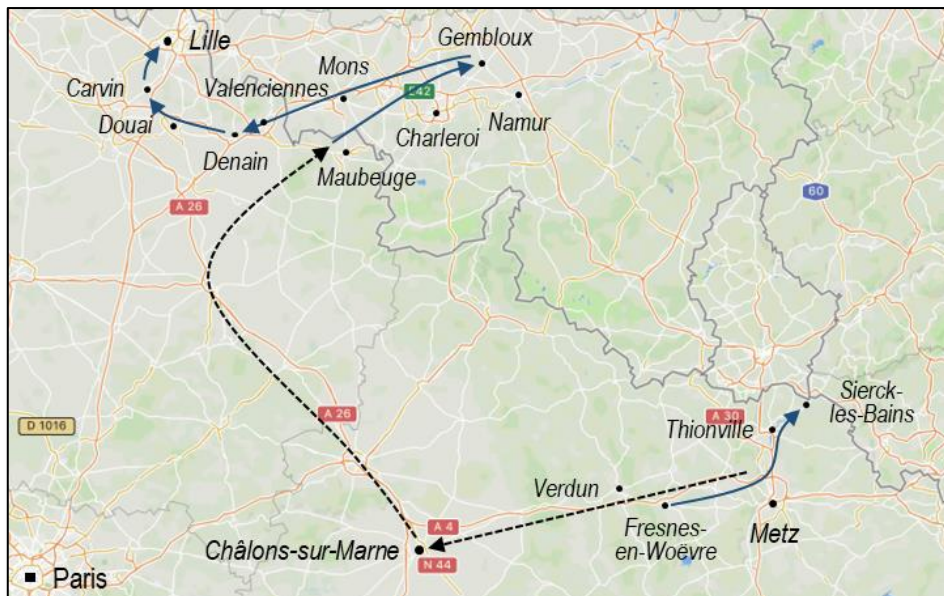 Lille
Gembloux
Mons
Carvin
Valenciennes
E42
Douai
Charleroi
Namur
Denain
Maubeuge
60
A 26
A 26
D 1016
A 30
Sierck-
les-Bains
Thionville
Verdun
Fresnes-
en-Woëvre
Metz
A 4
Châlons-sur-Marne
N 44
Paris